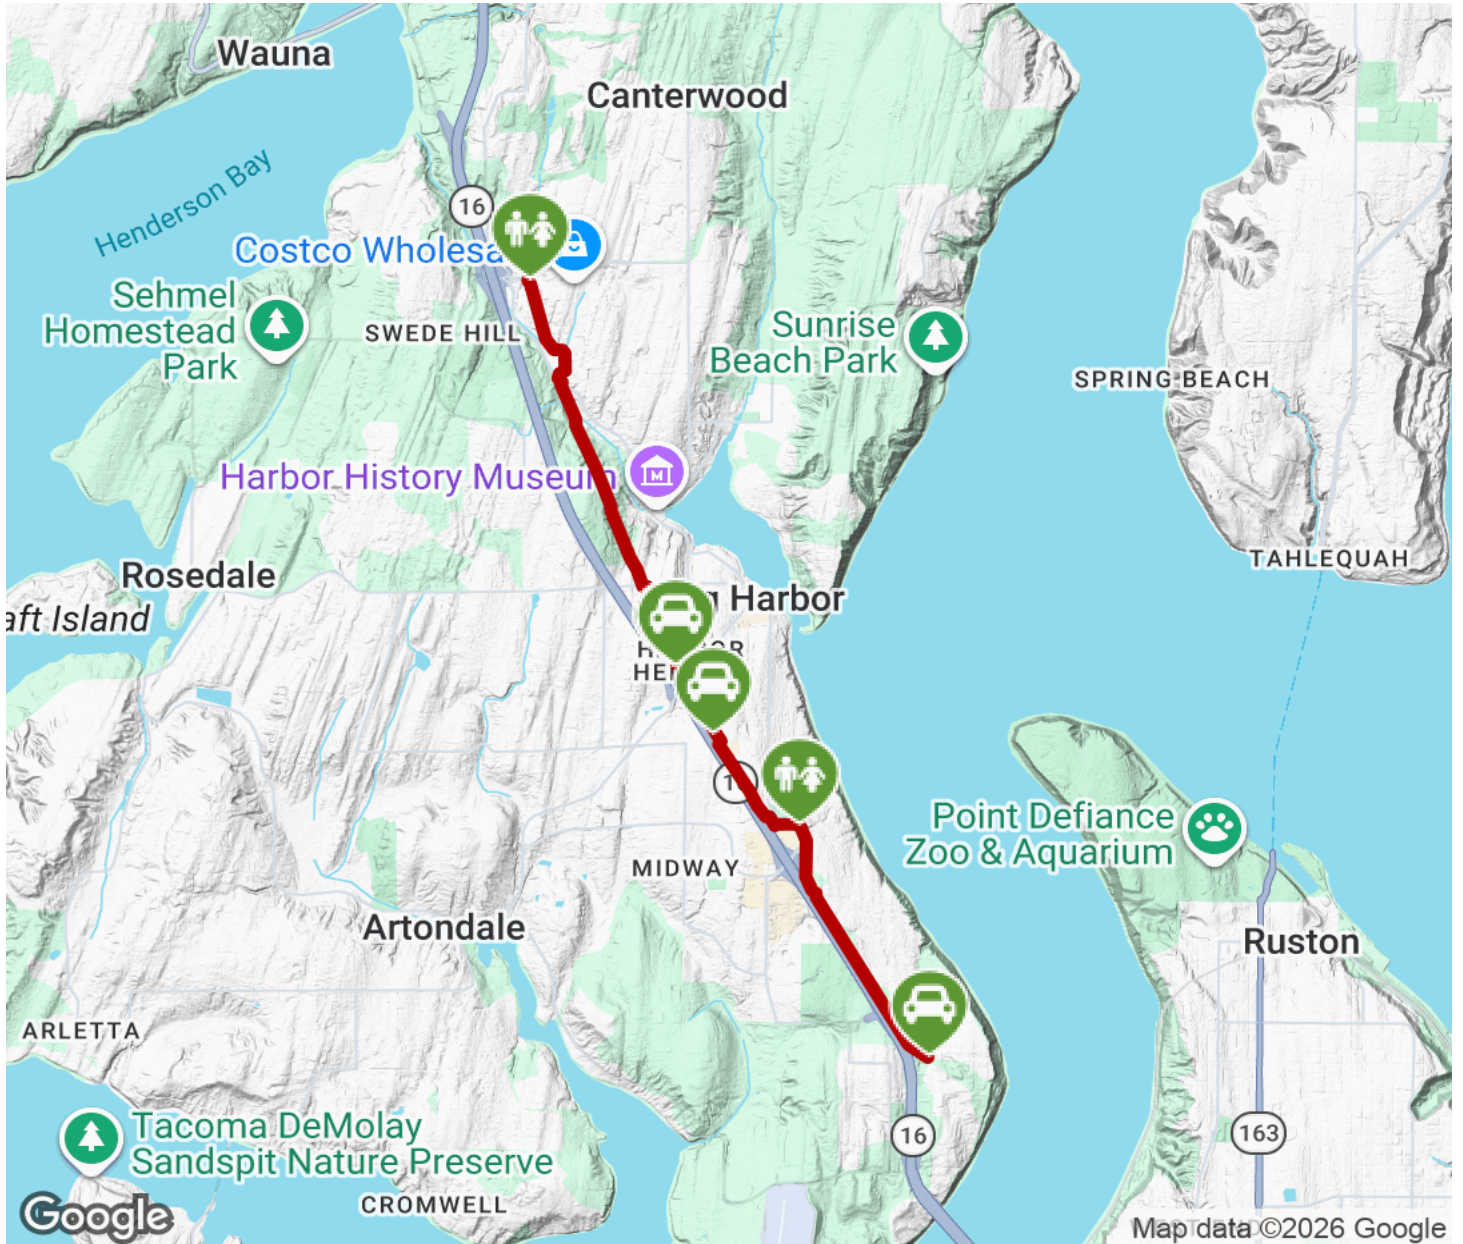 Wauna
Canterwood
Henderson Bay
16
Costco Wholesa
Sehmel
Homestead
Park
SWEDE HILL
Sunrise
Beach Park
SPRING BEACH
Harbor History Museum
M
TAHLEQUAH
Rosedale
aft Island
Harbor
Point Defiance
Zoo & Aquarium
MIDWAY
Artondale
Ruston
ARLETTA
Tacoma DeMolay
Sandspit Nature Preserve
16
163
CROMWELL
Google
Map data ©2026 Google